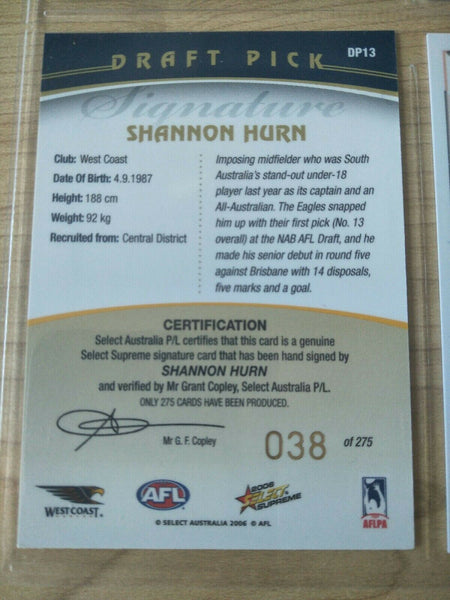 DRAFT PICK
DP13
Signature
SHANNON HURN
Club: West Coast
Date Of Birth: 4.9.1987
Height: 188 cm
Weight: 92 kg
Recruited from: Central District
Imposing midfielder who was South
Australia's stand-out under-18
player last year as its captain and an
All-Australian. The Eagles snapped
him up with their first pick (No. 13
overall) at the NAB AFL Draft, and he
made his senior debut in round five
against Brisbane with 14 disposals,
five marks and a goal.
CERTIFICATION
Select Australia P/L certifies that this card is a genuine
Select Supreme signature card that has been hand signed by
SHANNON HURN
and verified by Mr Grant Copley, Select Australia P/L.
ONLY 275 CARDS HAVE BEEN PRODUCED.
Mr G. F. Copley
038 of 275
WEST COAST
EAGLES
AFL
2006
SELECT
SUPREME
AFLPA
© SELECT AUSTRALIA 2006 © AFL